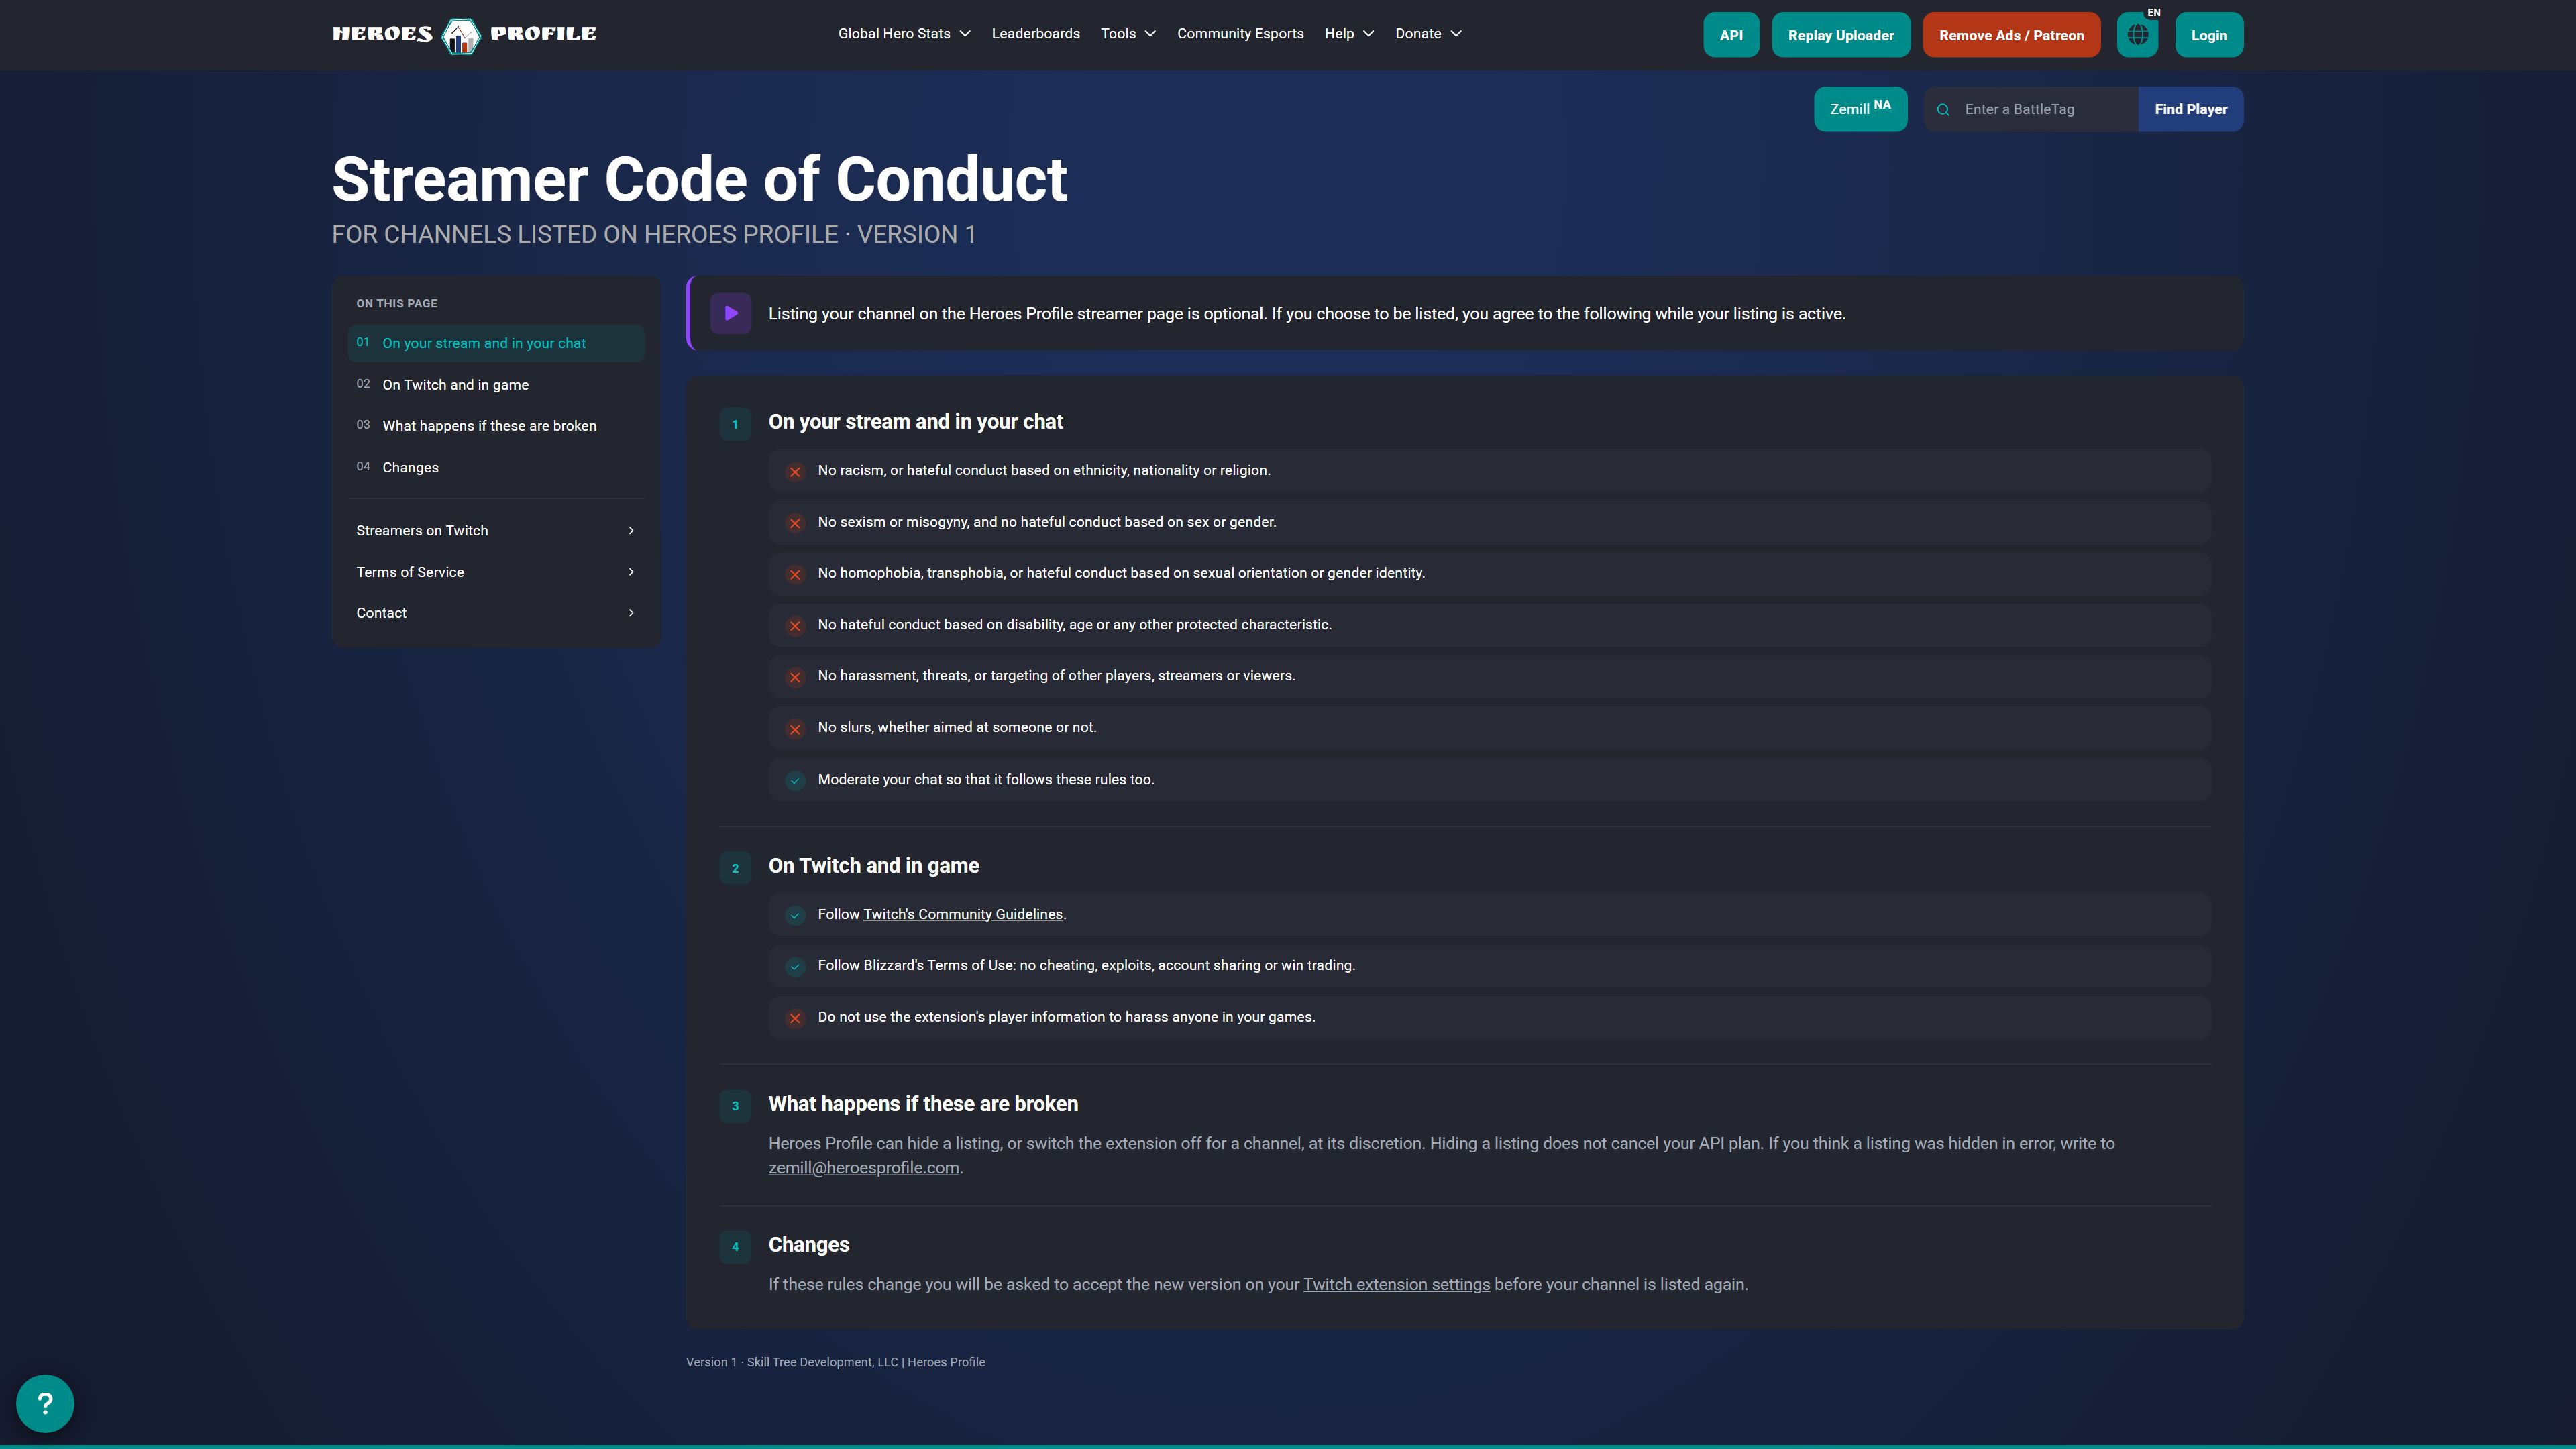 HEROES PROFILE
Global Hero Stats
Leaderboards
Tools
Community Esports
Help
Donate
API
Replay Uploader
Remove Ads / Patreon
EN
Login
Zemill NA
Enter a BattleTag
Find Player
Streamer Code of Conduct
FOR CHANNELS LISTED ON HEROES PROFILE · VERSION 1
ON THIS PAGE
01 On your stream and in your chat
02 On Twitch and in game
03 What happens if these are broken
04 Changes
Streamers on Twitch
Terms of Service
Contact
Listing your channel on the Heroes Profile streamer page is optional. If you choose to be listed, you agree to the following while your listing is active.
1 On your stream and in your chat
No racism, or hateful conduct based on ethnicity, nationality or religion.
No sexism or misogyny, and no hateful conduct based on sex or gender.
No homophobia, transphobia, or hateful conduct based on sexual orientation or gender identity.
No hateful conduct based on disability, age or any other protected characteristic.
No harassment, threats, or targeting of other players, streamers or viewers.
No slurs, whether aimed at someone or not.
Moderate your chat so that it follows these rules too.
2 On Twitch and in game
Follow Twitch's Community Guidelines.
Follow Blizzard's Terms of Use: no cheating, exploits, account sharing or win trading.
Do not use the extension's player information to harass anyone in your games.
3 What happens if these are broken
Heroes Profile can hide a listing, or switch the extension off for a channel, at its discretion. Hiding a listing does not cancel your API plan. If you think a listing was hidden in error, write to
zemill@heroesprofile.com.
4 Changes
If these rules change you will be asked to accept the new version on your Twitch extension settings before your channel is listed again.
Version 1 · Skill Tree Development, LLC | Heroes Profile
?